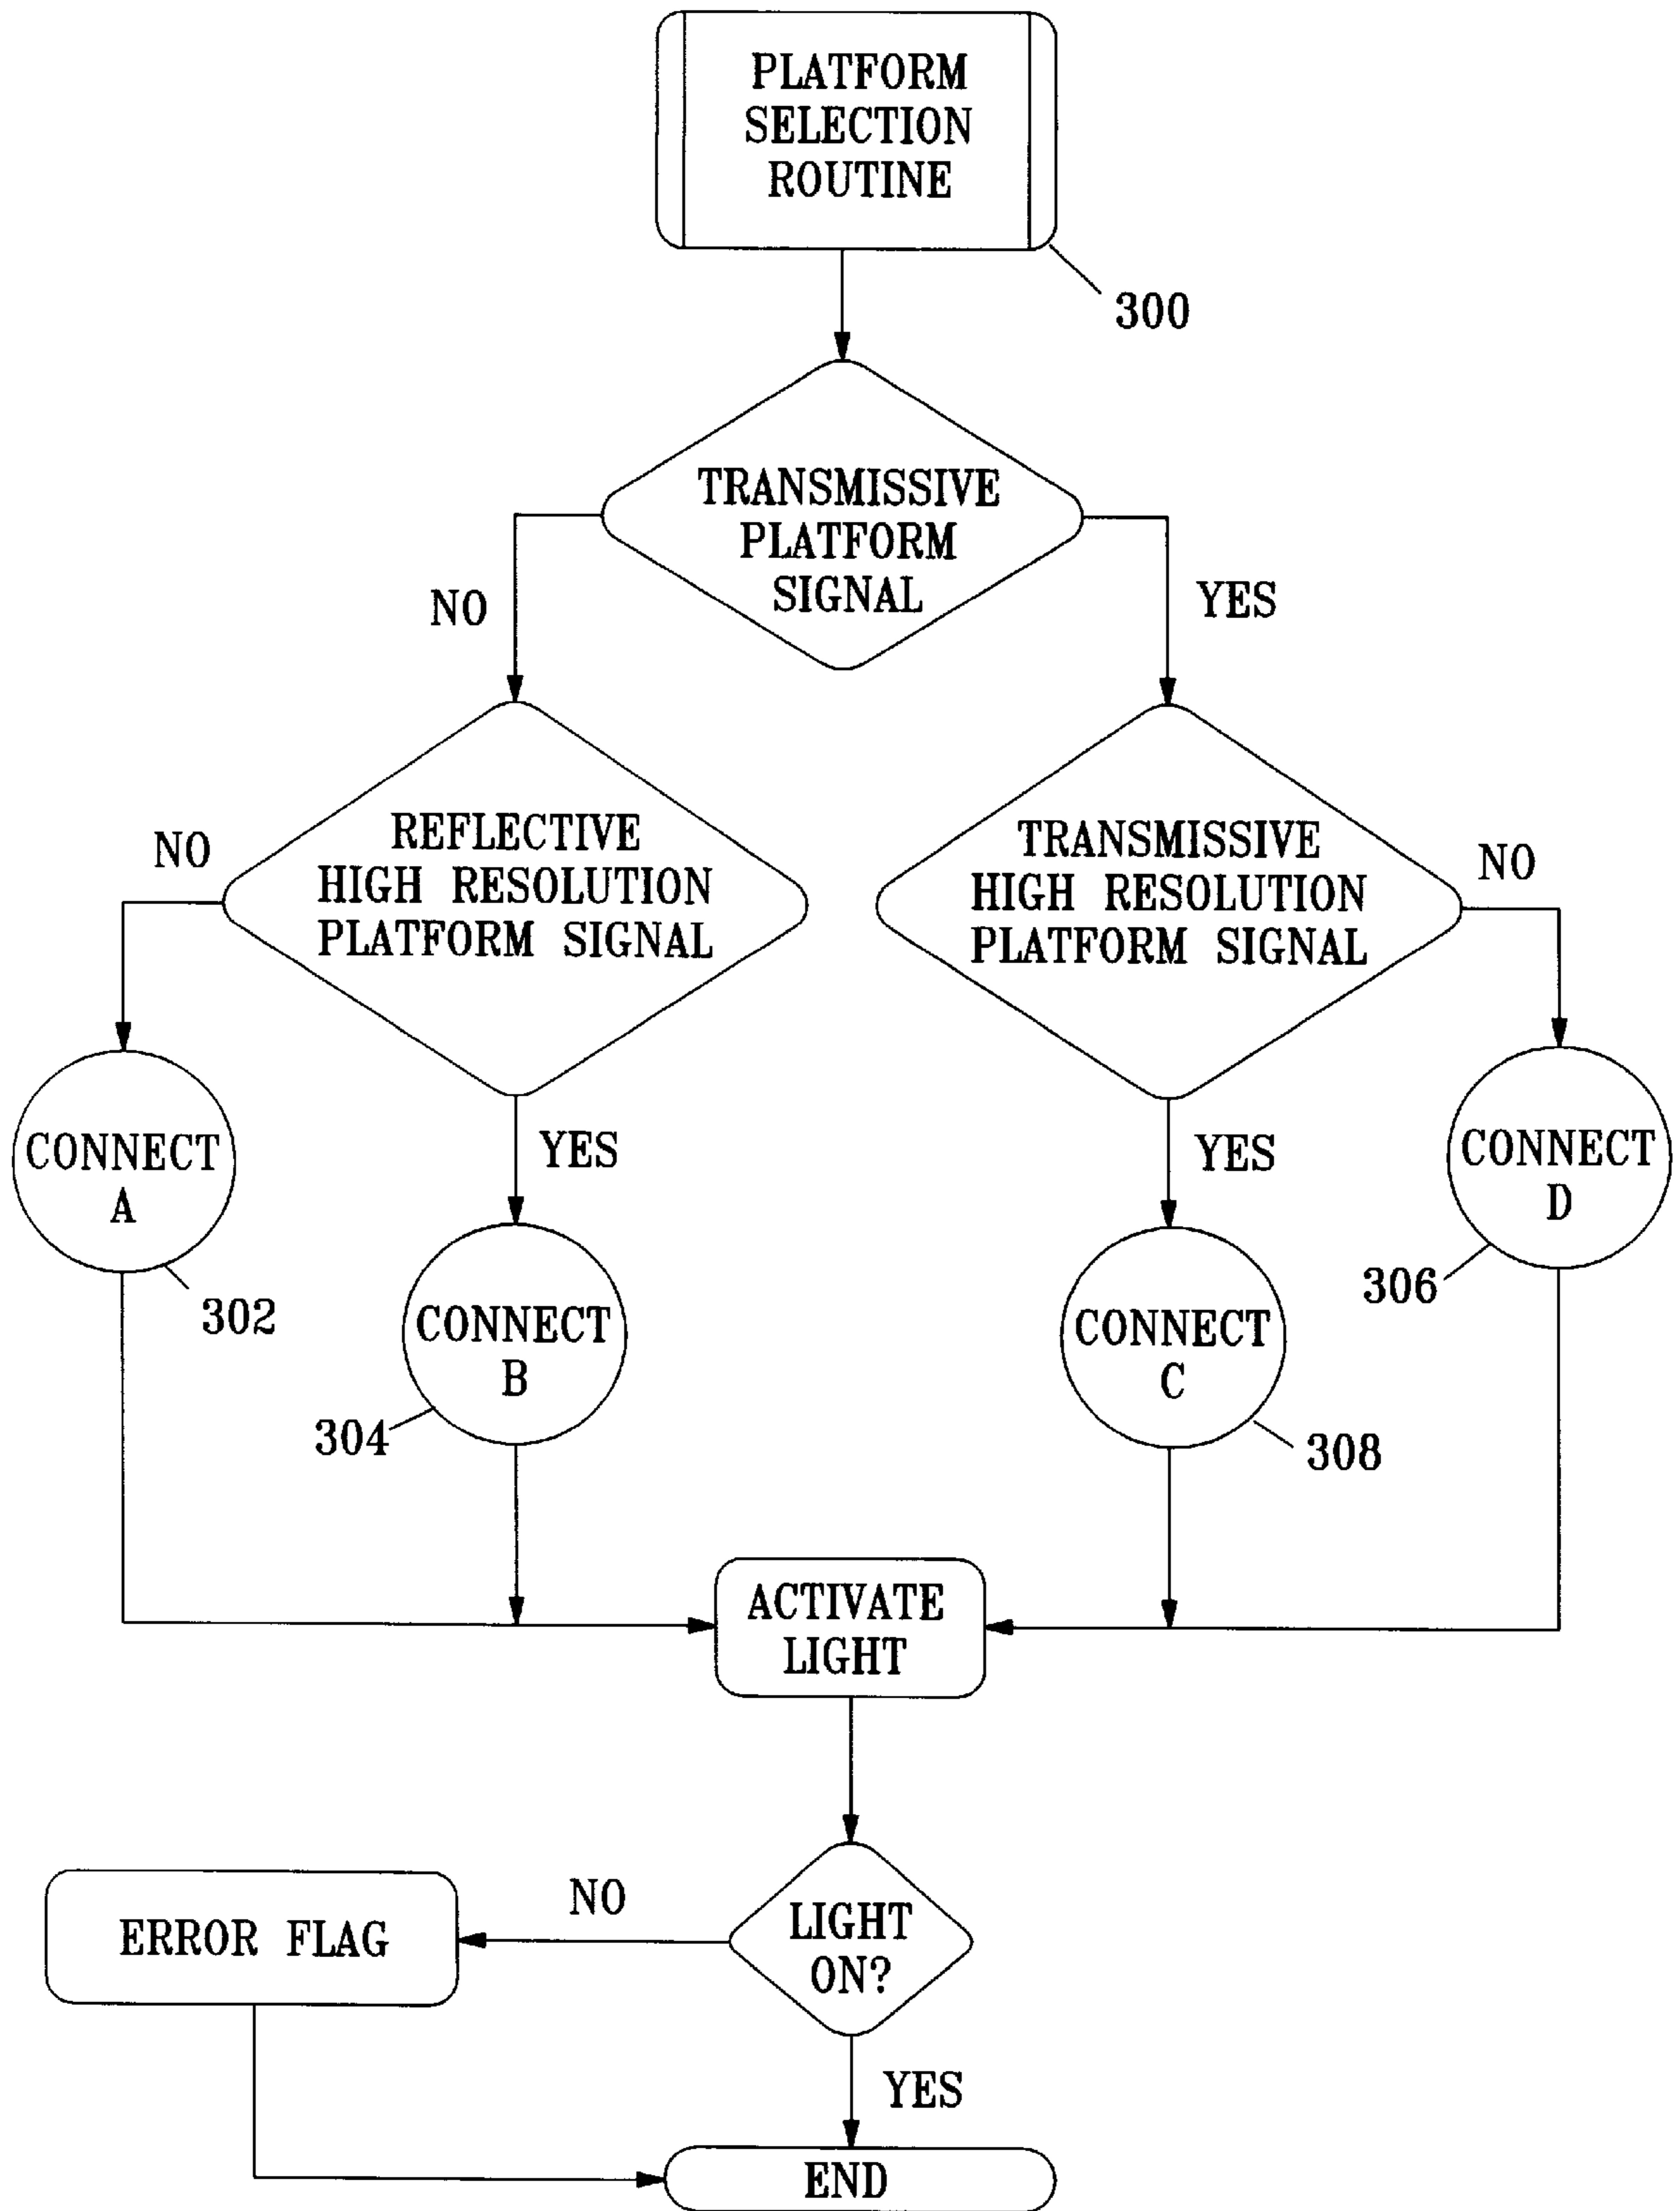 PLATFORM
SELECTION
ROUTINE
300
TRANSMISSIVE
PLATFORM
SIGNAL
NO
YES
REFLECTIVE
HIGH RESOLUTION
PLATFORM SIGNAL
NO
TRANSMISSIVE
HIGH RESOLUTION
PLATFORM SIGNAL
NO
CONNECT
A
302
YES
CONNECT
B
304
YES
CONNECT
C
308
CONNECT
D
306
ACTIVATE
LIGHT
LIGHT
ON?
NO
ERROR FLAG
YES
END